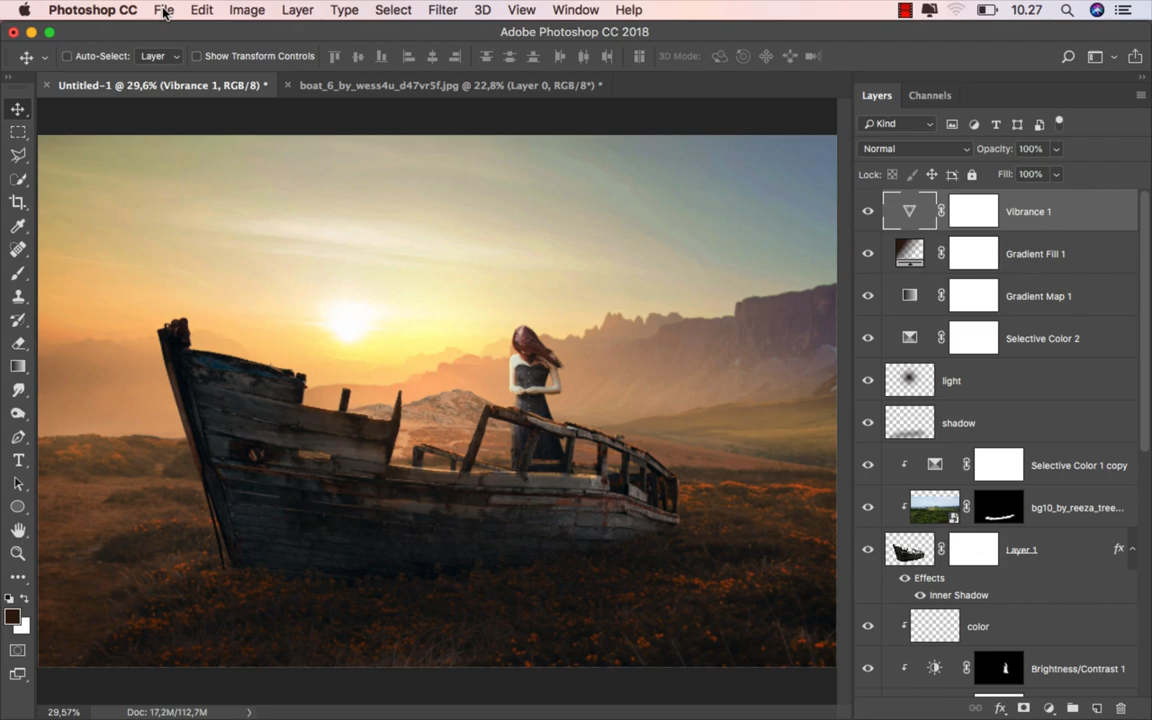 Photoshop CC File Edit Image Layer Type Select Filter 3D View Window Help 10.27
Adobe Photoshop CC 2018
Auto-Select: Layer Show Transform Controls 3D Mode:
Untitled-1 @ 29,6% (Vibrance 1, RGB/8) * boat_6_by_wess4u_d47vr5f.jpg @ 22,8% (Layer 0, RGB/8) *
Layers Channels
Kind
Normal Opacity: 100%
Lock: Fill: 100%
Vibrance 1
Gradient Fill 1
Gradient Map 1
Selective Color 2
light
shadow
Selective Color 1 copy
bg10_by_reeza_tree...
Layer 1 fx
Effects
Inner Shadow
color
Brightness/Contrast 1
29,57% Doc: 17,2M/112,7M
fx